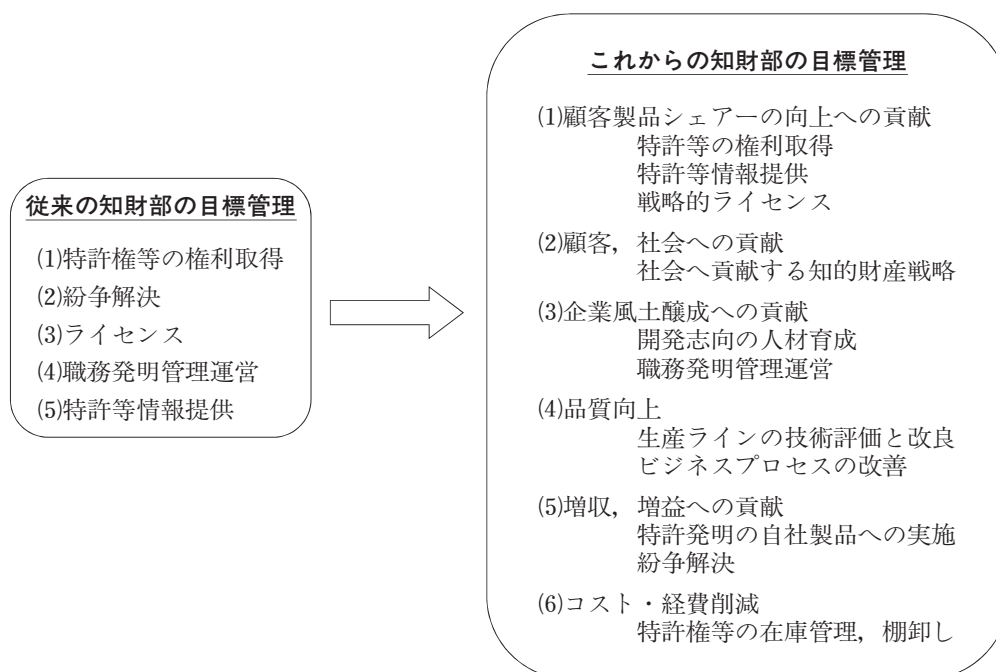 従来の知財部の目標管理
(1)特許権等の権利取得
(2)紛争解決
(3)ライセンス
(4)職務発明管理運営
(5)特許等情報提供
これからの知財部の目標管理
(1)顧客製品シェアーの向上への貢献
特許等の権利取得
特許等情報提供
戦略的ライセンス
(2)顧客，社会への貢献
社会へ貢献する知的財産戦略
(3)企業風土醸成への貢献
開発志向の人材育成
職務発明管理運営
(4)品質向上
生産ラインの技術評価と改良
ビジネスプロセスの改善
(5)増収，増益への貢献
特許発明の自社製品への実施
紛争解決
(6)コスト・経費削減
特許権等の在庫管理，棚卸し